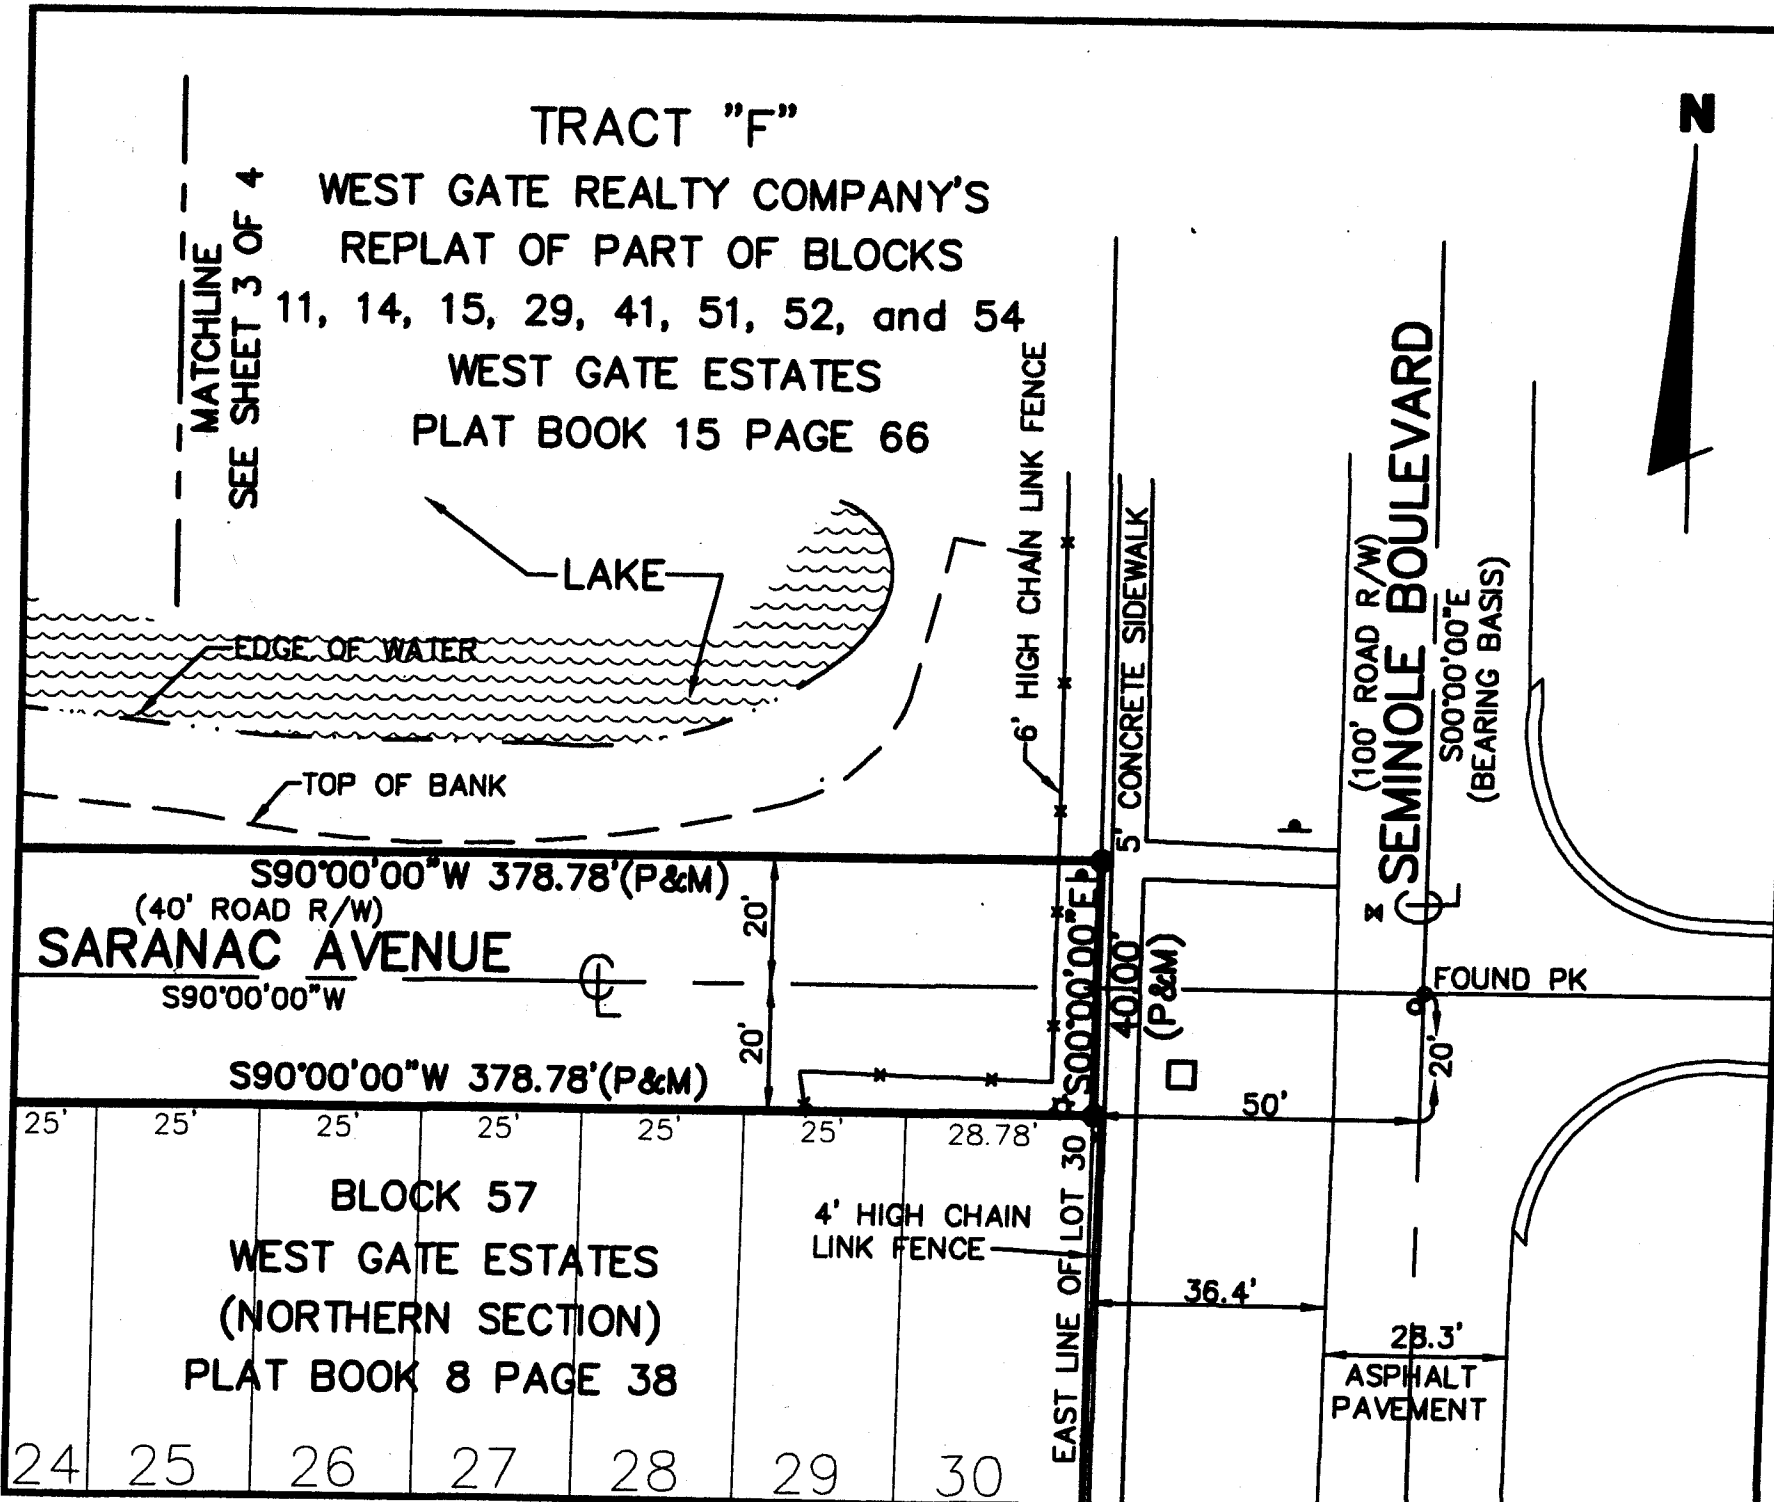 TRACT "F"
WEST GATE REALTY COMPANY'S
REPLAT OF PART OF BLOCKS
11, 14, 15, 29, 41, 51, 52, and 54
WEST GATE ESTATES
PLAT BOOK 15 PAGE 66
N
MATCHLINE
SEE SHEET 3 OF 4
LAKE
EDGE OF WATER
TOP OF BANK
6' HIGH CHAIN LINK FENCE
5' CONCRETE SIDEWALK
(100' ROAD R/W)
SEMINOLE BOULEVARD
S00°00'00"E
(BEARING BASIS)
S90°00'00"W 378.78'(P&M)
(40' ROAD R/W)
SARANAC AVENUE
S90°00'00"W
℄
20'
20'
S90°00'00"W 378.78'(P&M)
S00°00'00"E
40.00'
(P&M)
℄
FOUND PK
20'
50'
25'
25'
25'
25'
25'
25'
28.78'
BLOCK 57
WEST GATE ESTATES
(NORTHERN SECTION)
PLAT BOOK 8 PAGE 38
4' HIGH CHAIN
LINK FENCE
EAST LINE OF LOT 30
36.4'
28.3'
ASPHALT
PAVEMENT
24
25
26
27
28
29
30